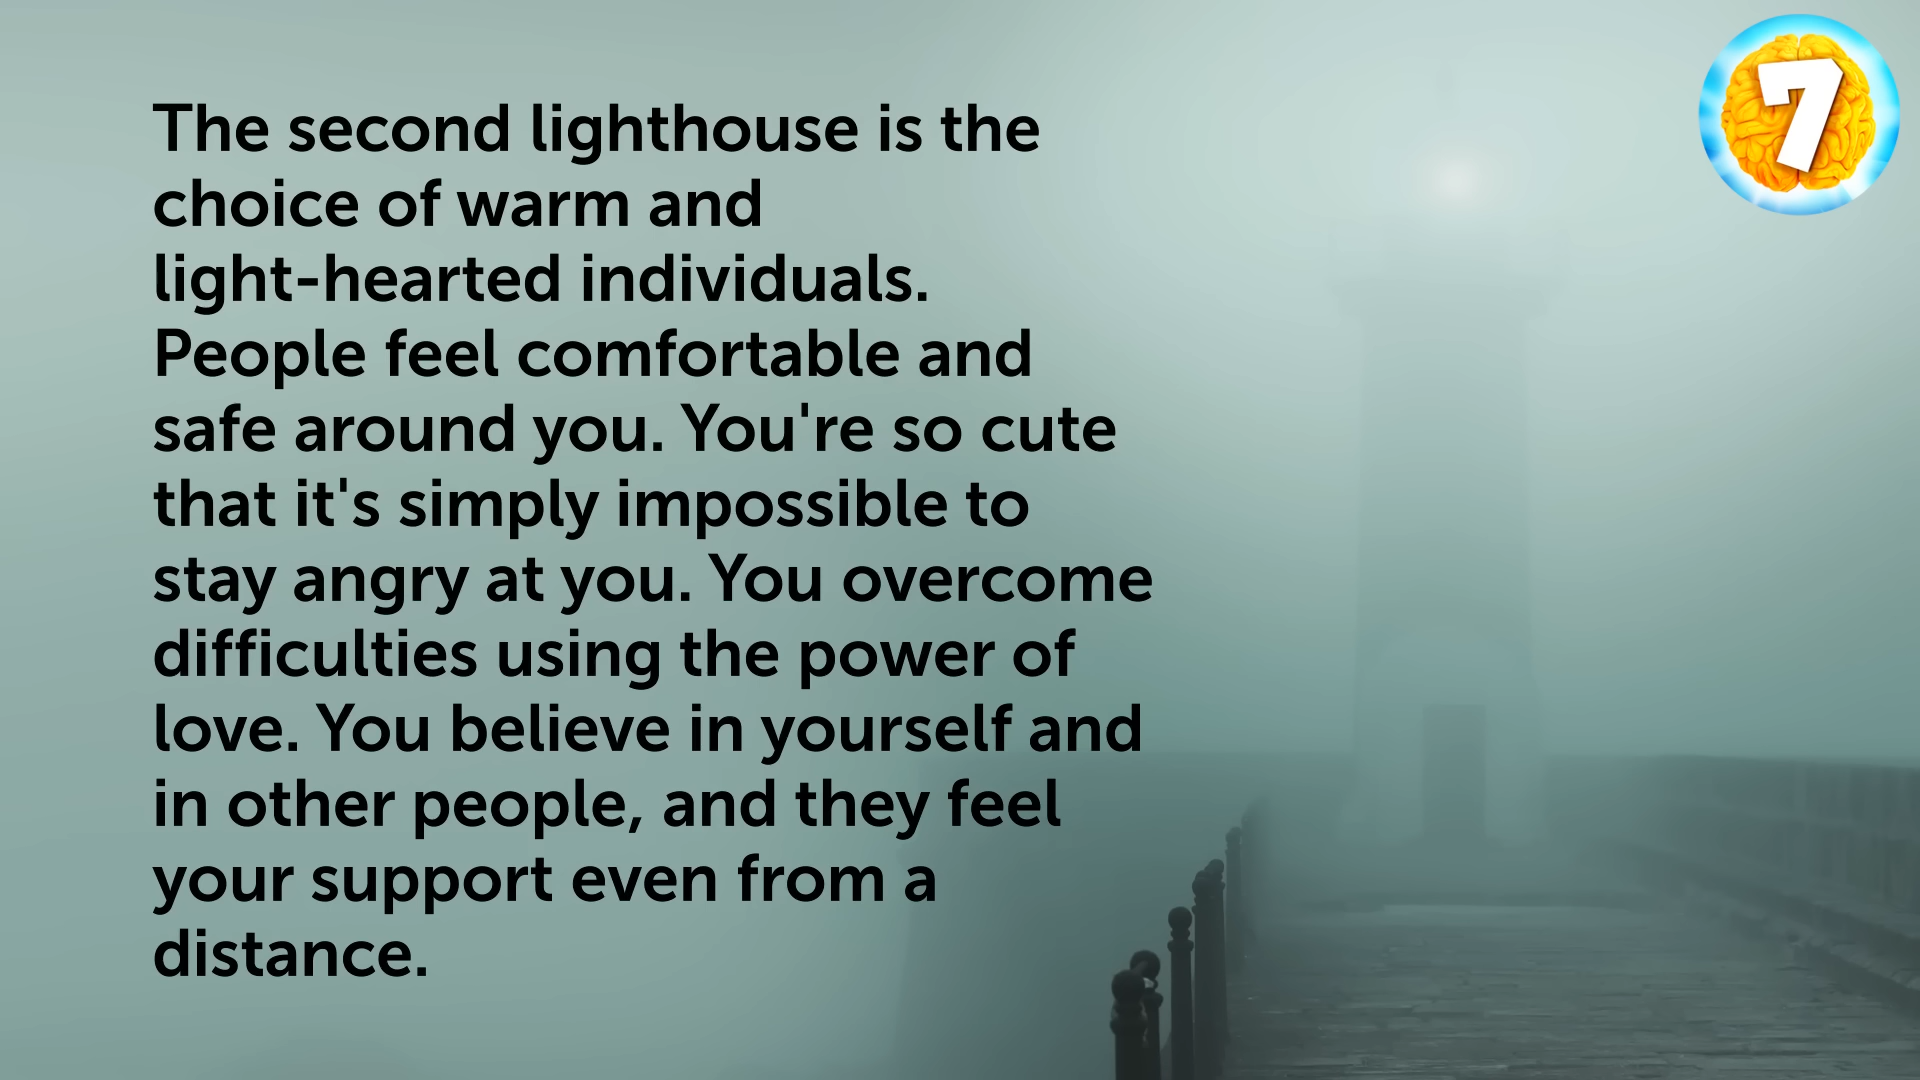 7
The second lighthouse is the
choice of warm and
light-hearted individuals.
People feel comfortable and
safe around you. You're so cute
that it's simply impossible to
stay angry at you. You overcome
difficulties using the power of
love. You believe in yourself and
in other people, and they feel
your support even from a
distance.